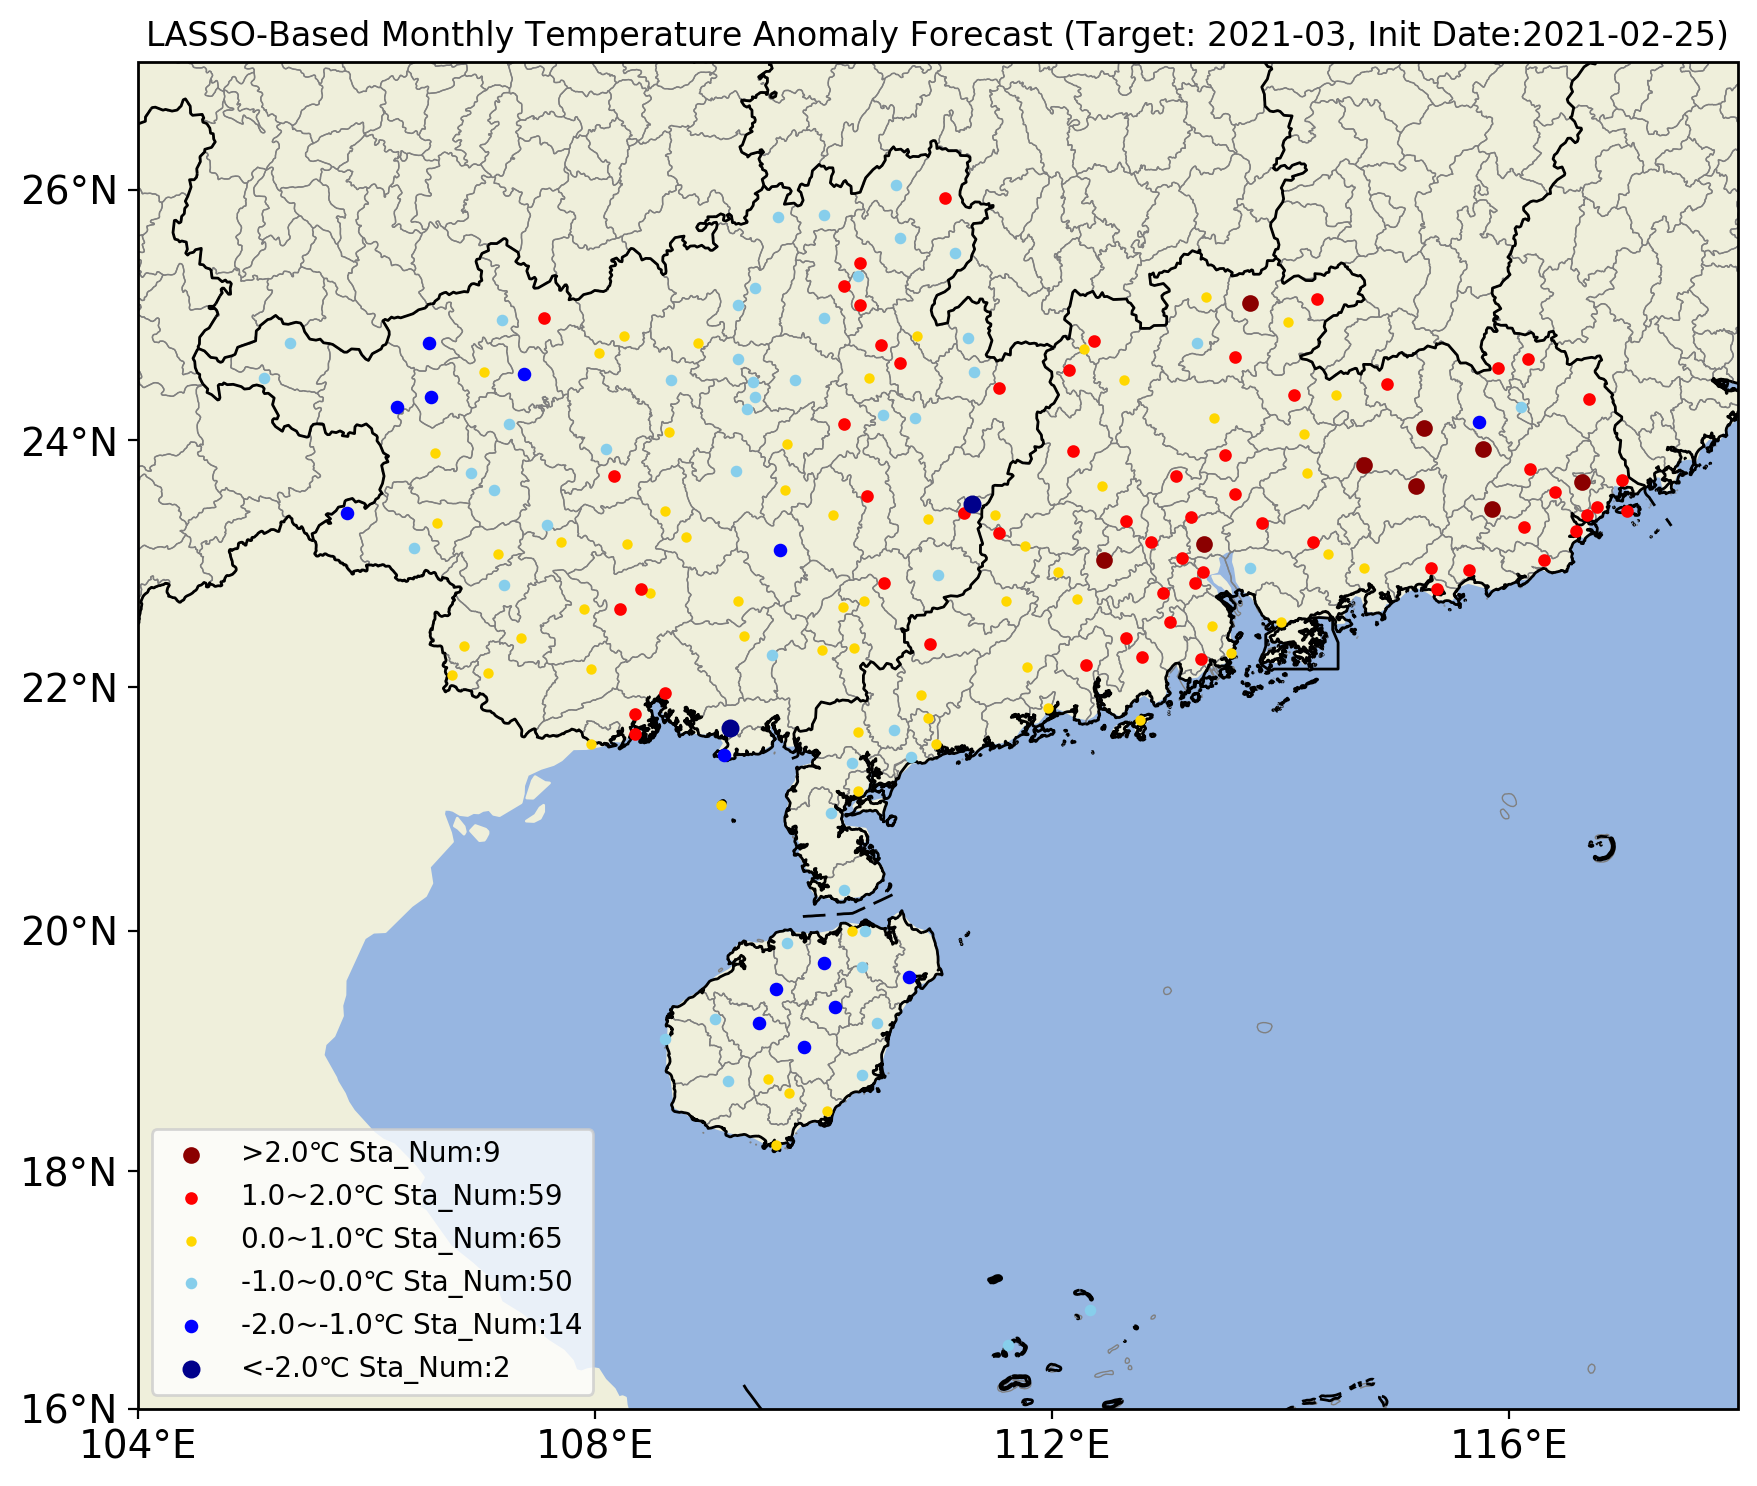 LASSO-Based Monthly Temperature Anomaly Forecast (Target: 2021-03, Init Date:2021-02-25)
26°N
24°N
22°N
20°N
18°N
16°N
>2.0℃ Sta_Num:9
1.0~2.0℃ Sta_Num:59
0.0~1.0℃ Sta_Num:65
-1.0~0.0℃ Sta_Num:50
-2.0~-1.0℃ Sta_Num:14
<-2.0℃ Sta_Num:2
104°E
108°E
112°E
116°E